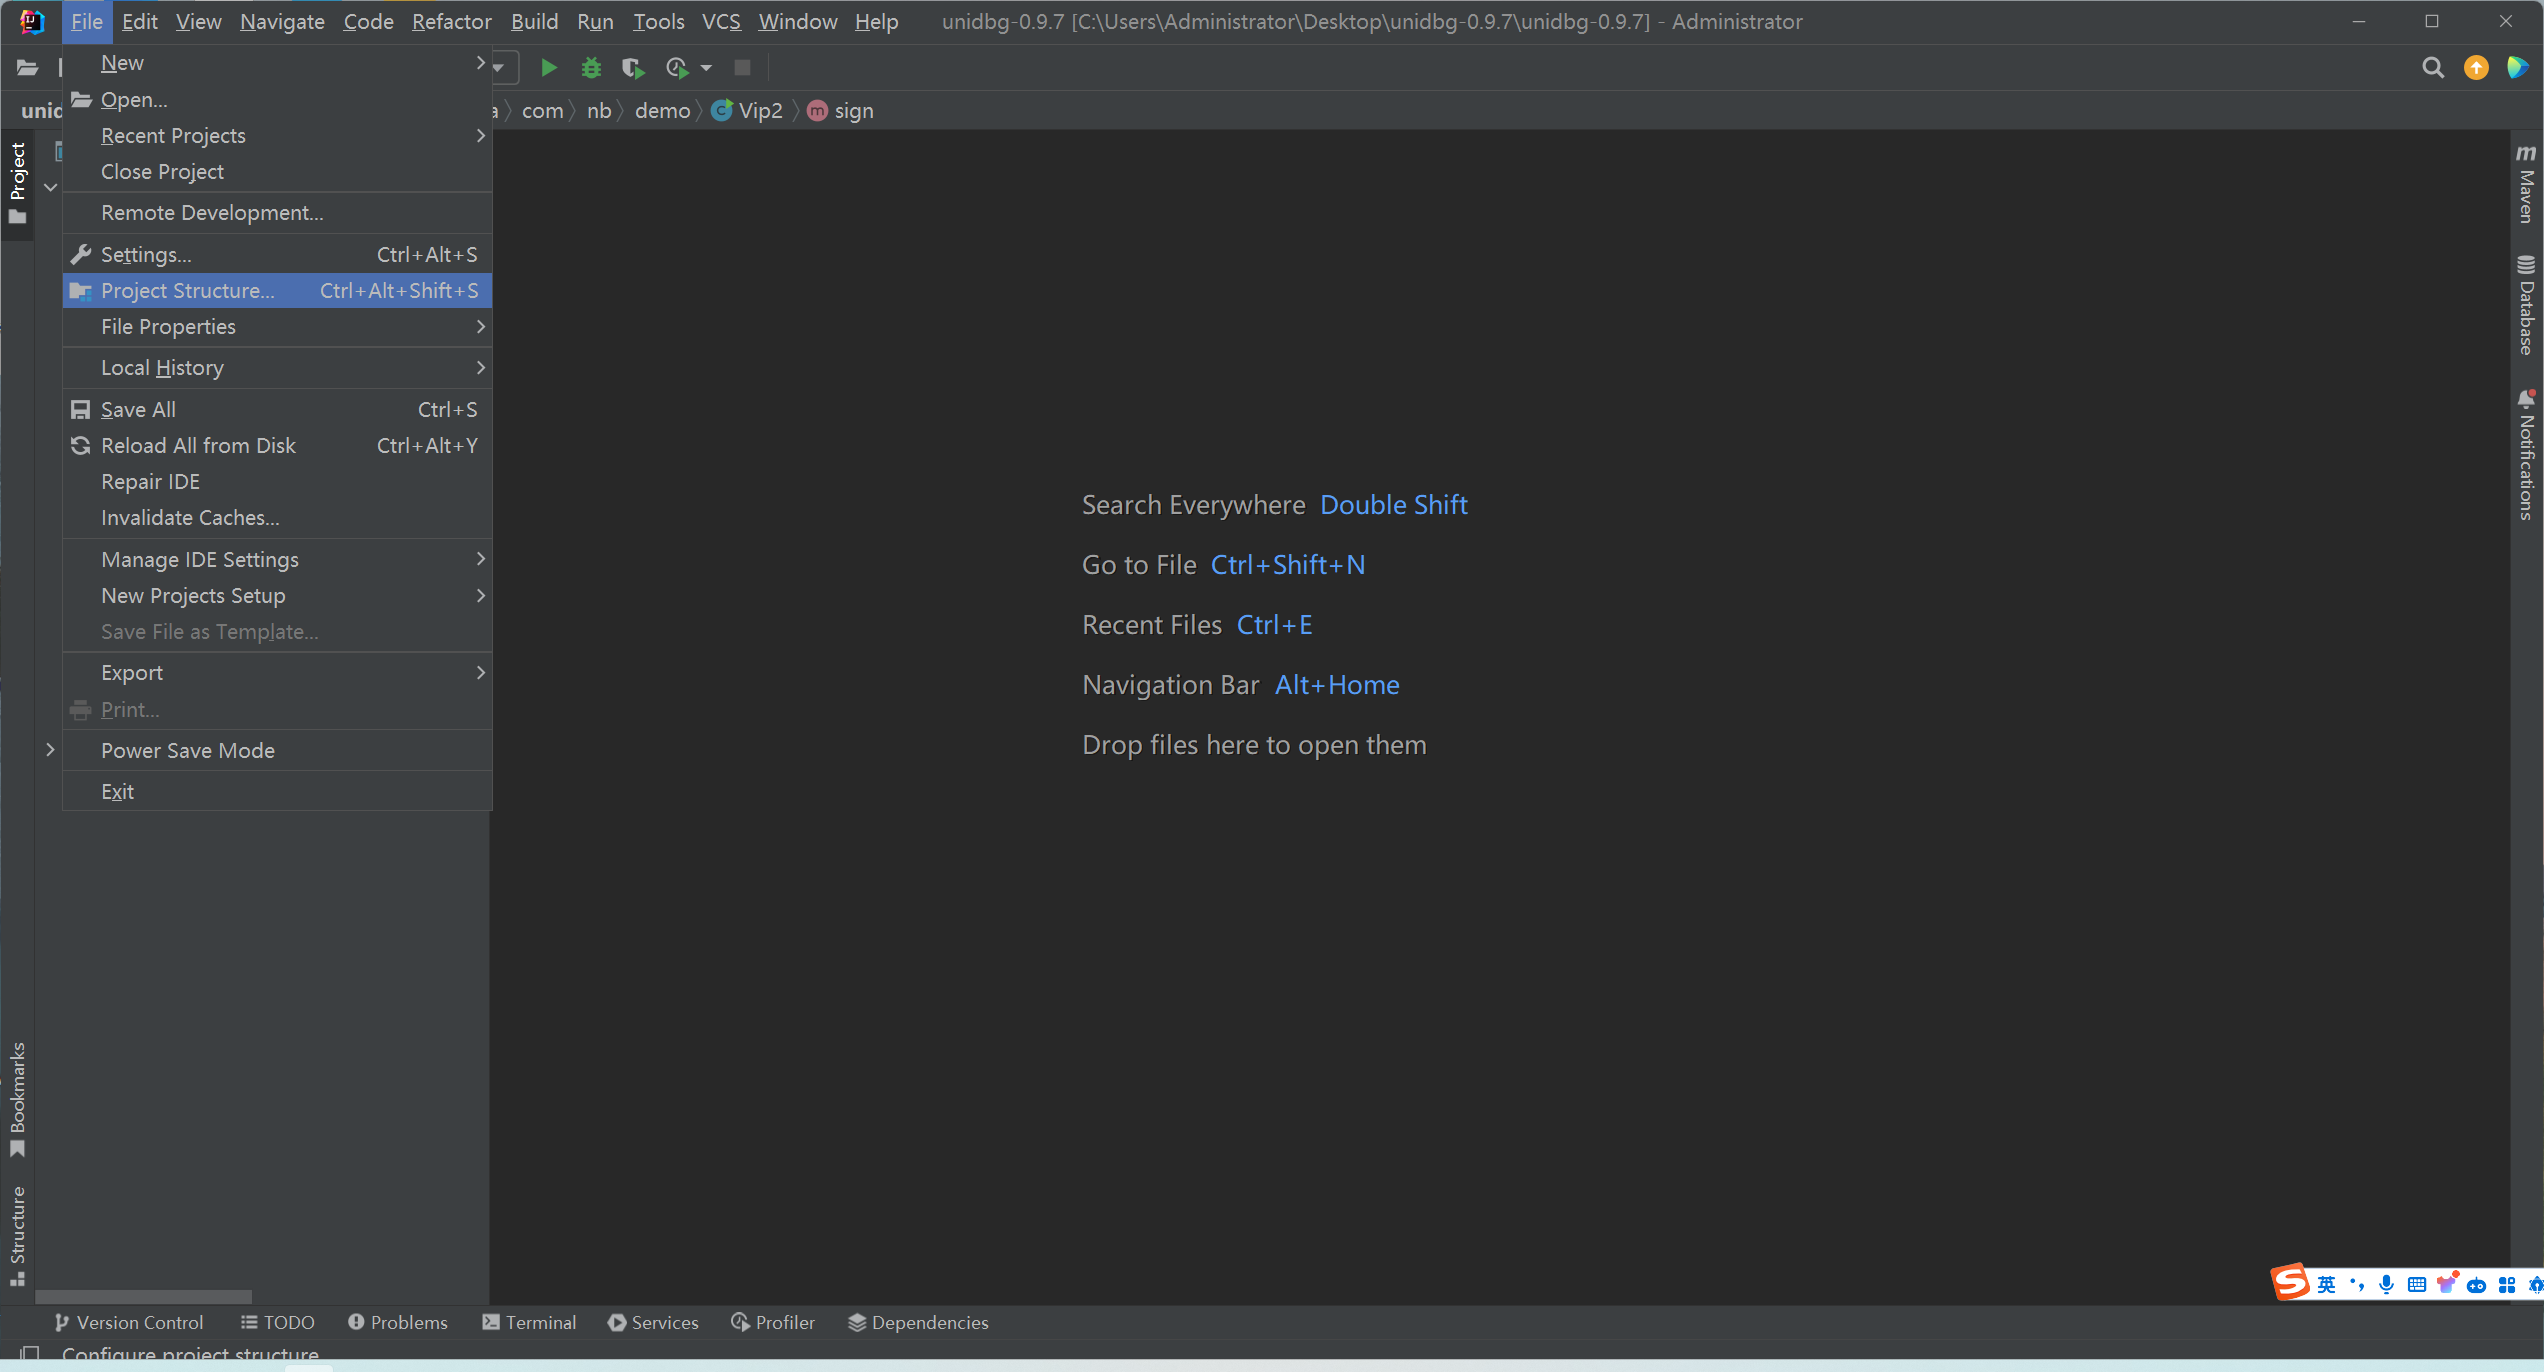 File Edit View Navigate Code Refactor Build Run Tools VCS Window Help unidbg-0.9.7 [C:\Users\Administrator\Desktop\unidbg-0.9.7\unidbg-0.9.7] - Administrator
unid a com nb demo Vip2 m sign
New
Open...
Recent Projects
Close Project
Remote Development...
Settings... Ctrl+Alt+S
Project Structure... Ctrl+Alt+Shift+S
File Properties
Local History
Save All Ctrl+S
Reload All from Disk Ctrl+Alt+Y
Repair IDE
Invalidate Caches...
Manage IDE Settings
New Projects Setup
Save File as Template...
Export
Print...
Power Save Mode
Exit
Project
Bookmarks
Structure
Search Everywhere Double Shift
Go to File Ctrl+Shift+N
Recent Files Ctrl+E
Navigation Bar Alt+Home
Drop files here to open them
m Maven
Database
Notifications
S 英
Version Control TODO Problems Terminal Services Profiler Dependencies
Configure project structure